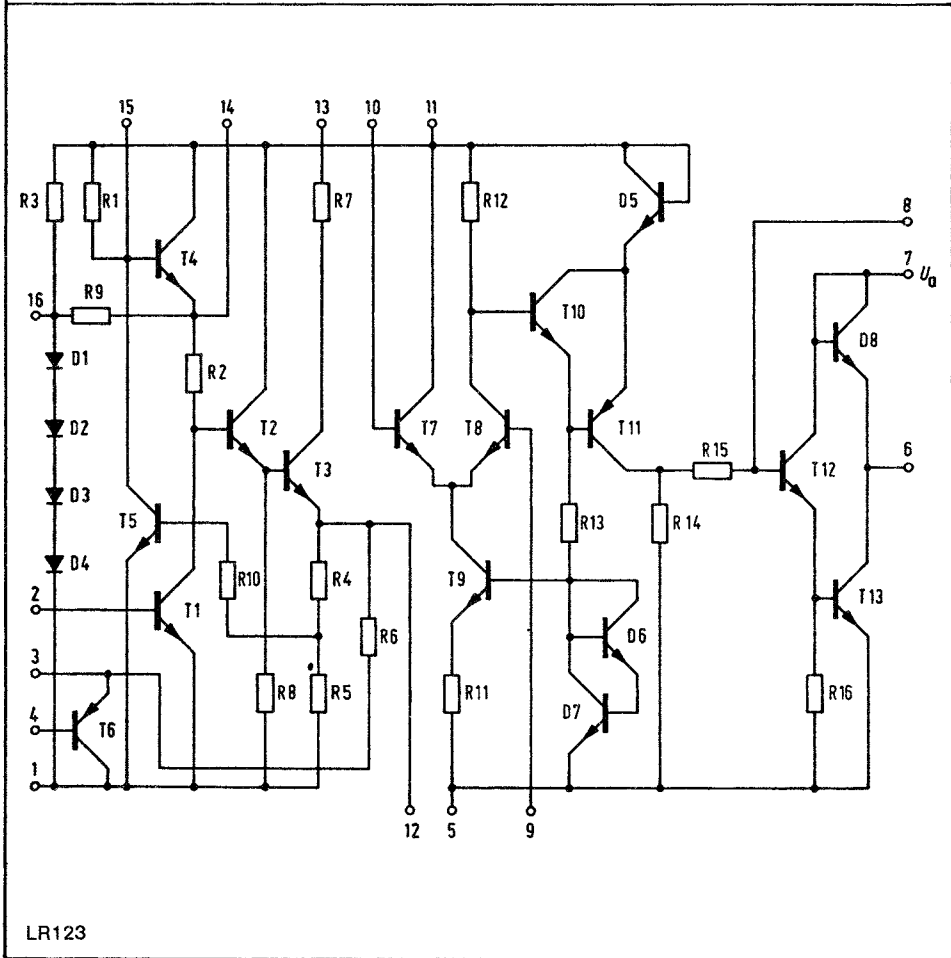 15 14 13 10 11
R3 R1 R7 R12 D5
8
T4
7 Ua
16 R9 T10 D8
D1 R2
D2 T2 T7 T8 T11
T3 R15 T12 6
D3
T5 R13 R14
D4 R10 R4 T9 T13
2 T1 R6 D6
3
R8 R5 R11 D7 R16
4 T6
1
12 5 9
LR123